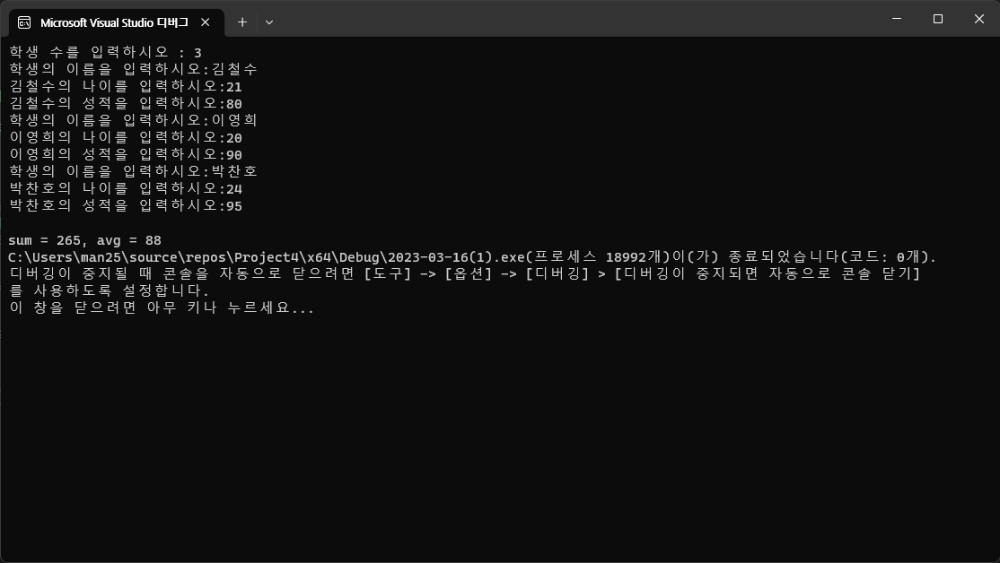 Microsoft Visual Studio 디버그
학생 수를 입력하시오 : 3
학생의 이름을 입력하시오:김철수
김철수의 나이를 입력하시오:21
김철수의 성적을 입력하시오:80
학생의 이름을 입력하시오:이영희
이영희의 나이를 입력하시오:20
이영희의 성적을 입력하시오:90
학생의 이름을 입력하시오:박찬호
박찬호의 나이를 입력하시오:24
박찬호의 성적을 입력하시오:95
sum = 265, avg = 88
C:\Users\man25\source\repos\Project4\x64\Debug\2023-03-16(1).exe(프로세스 18992개)이(가) 종료되었습니다(코드: 0개).
디버깅이 중지될 때 콘솔을 자동으로 닫으려면 [도구] -> [옵션] -> [디버깅] > [디버깅이 중지되면 자동으로 콘솔 닫기]
를 사용하도록 설정합니다.
이 창을 닫으려면 아무 키나 누르세요...